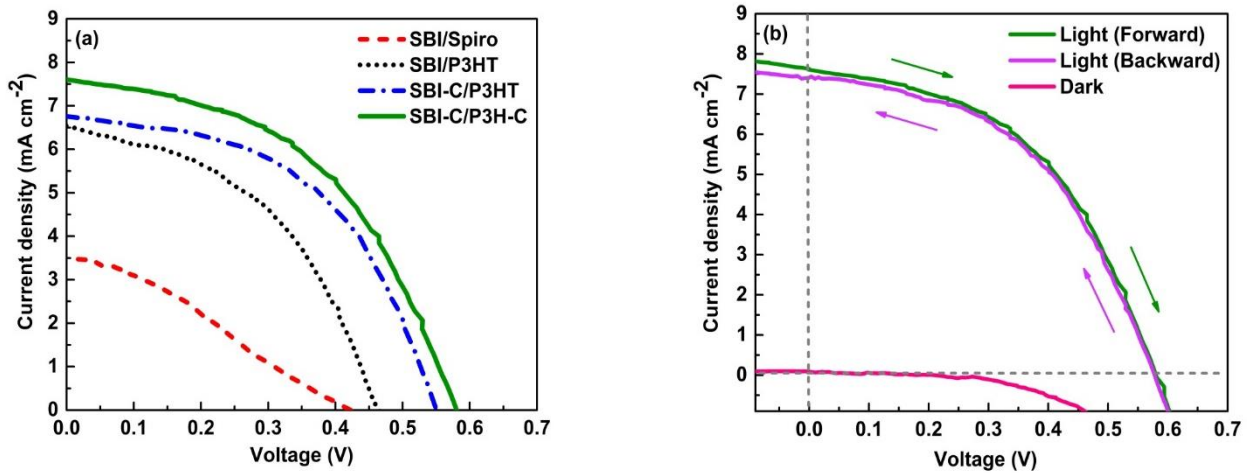 (a)
SBI/Spiro
SBI/P3HT
SBI-C/P3HT
SBI-C/P3H-C
Current density (mA cm⁻²)
9
8
7
6
5
4
3
2
1
0
0.0 0.1 0.2 0.3 0.4 0.5 0.6 0.7
Voltage (V)
(b)
Light (Forward)
Light (Backward)
Dark
Current density (mA cm⁻²)
9
8
7
6
5
4
3
2
1
0
0.0 0.1 0.2 0.3 0.4 0.5 0.6 0.7
Voltage (V)